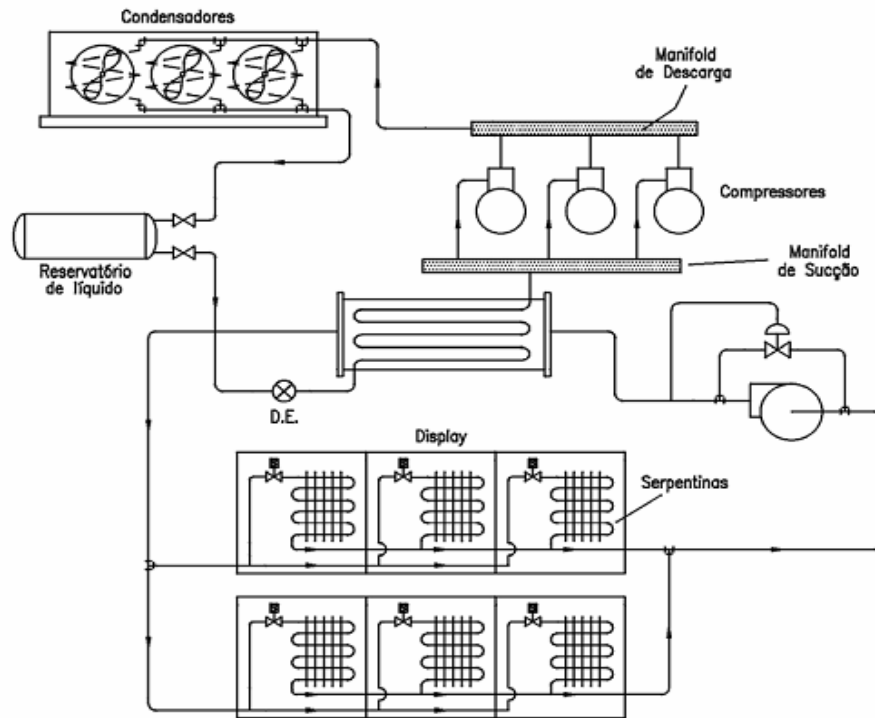 Condensadores
Manifold
de Descarga
Compressores
Manifold
de Sucção
Reservatório
de líquido
D.E.
Display
Serpentinas